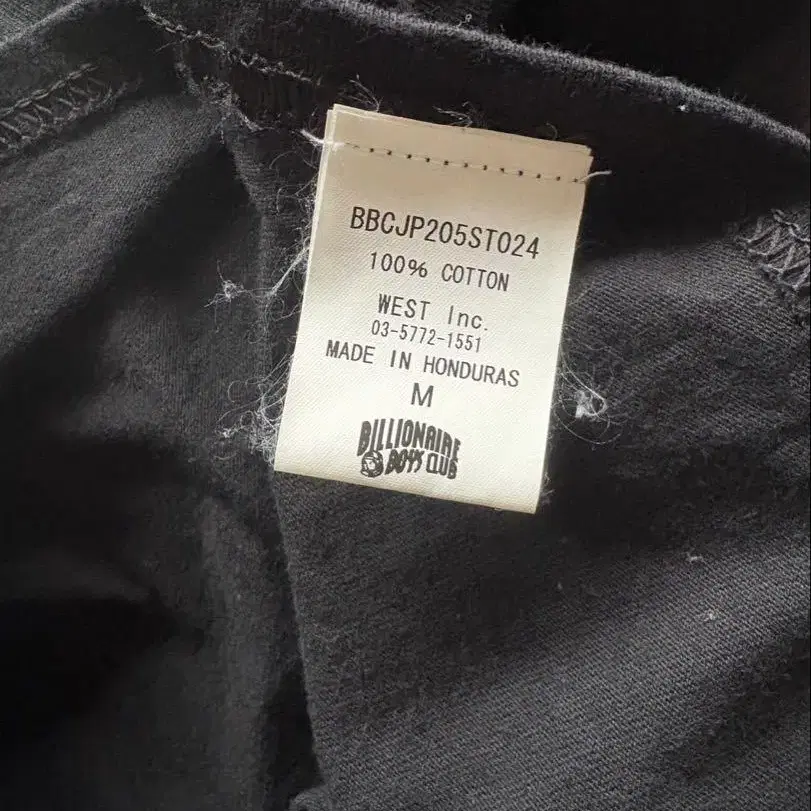 BBCJP205ST024
100% COTTON
WEST Inc.
03-5772-1551
MADE IN HONDURAS
M
BILLIONAIRE
BOYS CLUB